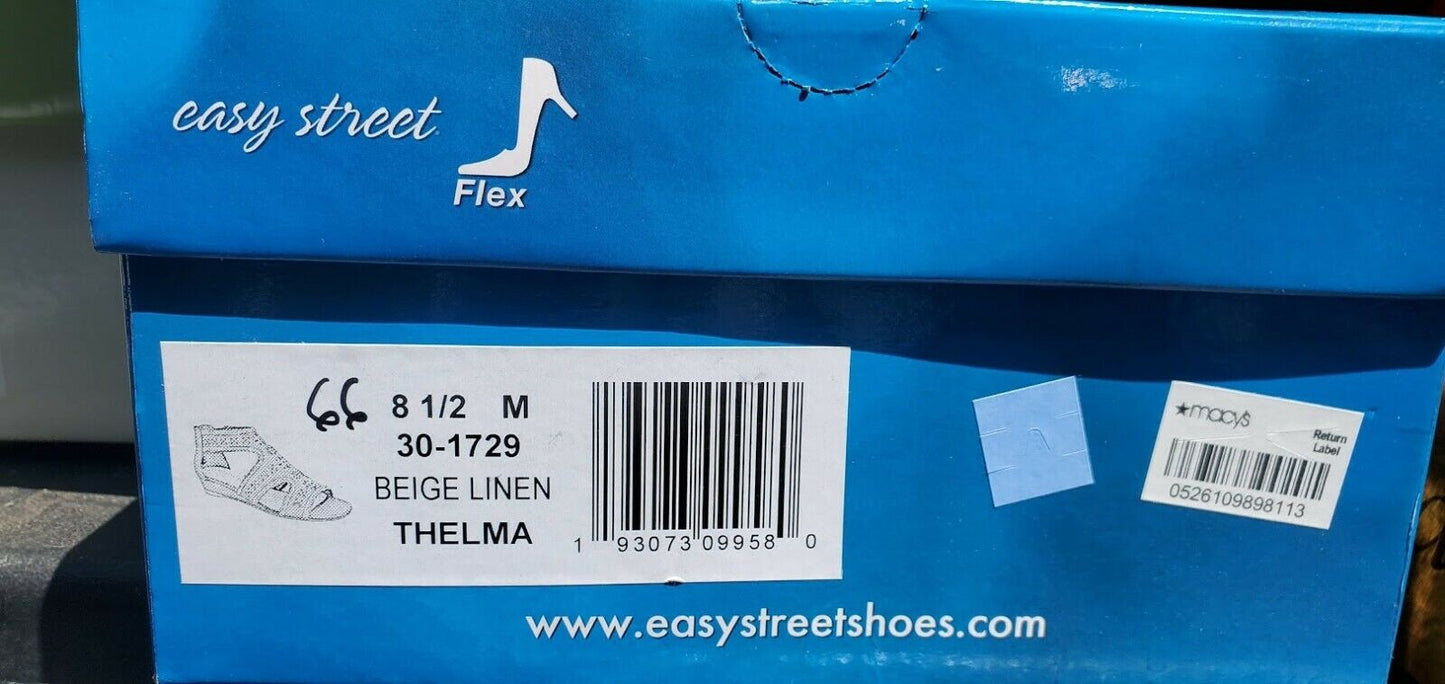 easy street
Flex
66 8 1/2 M
30-1729
BEIGE LINEN
THELMA
1 93073 09958 0
★macy's
Return
Label
0526109898113
www.easystreetshoes.com